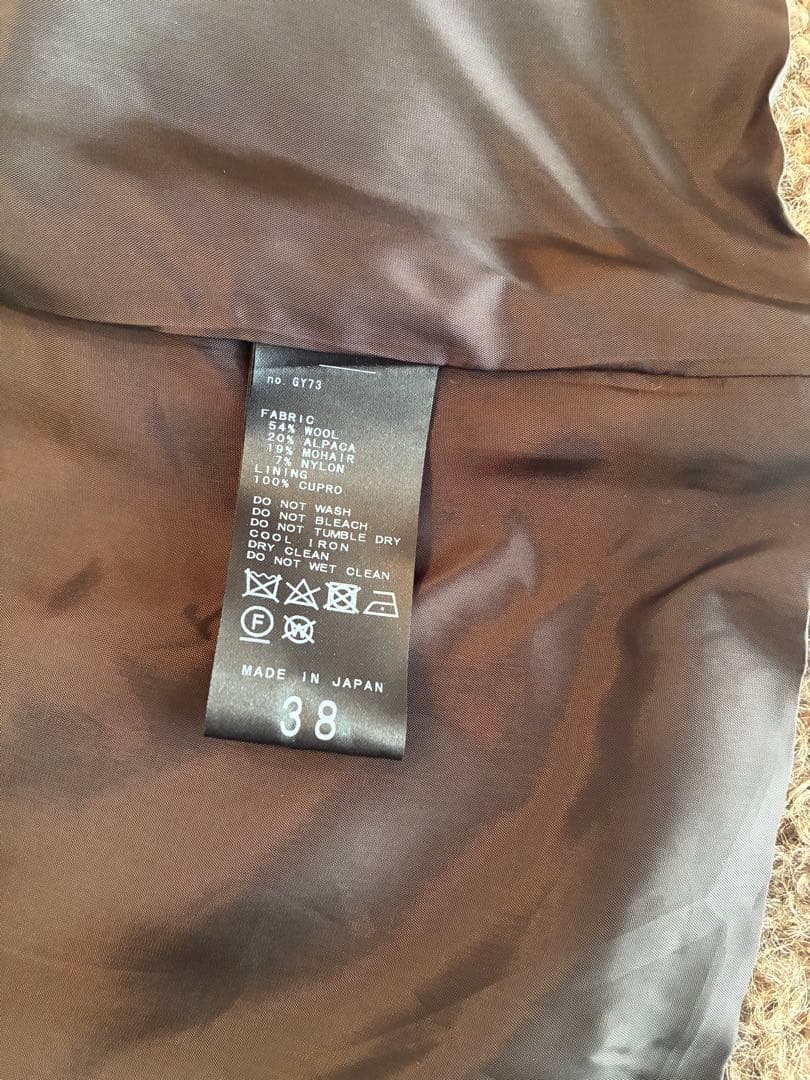 no. GY73
FABRIC
54% WOOL
20% ALPACA
19% MOHAIR
7% NYLON
LINING
100% CUPRO
DO NOT WASH
DO NOT BLEACH
DO NOT TUMBLE DRY
COOL IRON
DRY CLEAN
DO NOT WET CLEAN
F W
MADE IN JAPAN
38